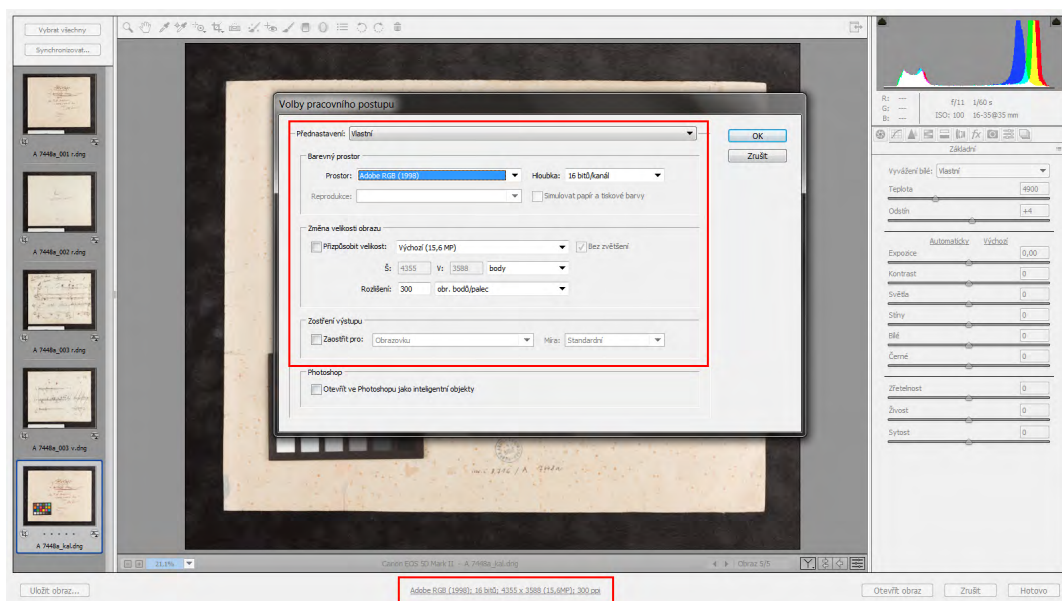 Vybrat všechny
Synchronizovat...
A 7448a_001 r.dng
A 7448a_002 r.dng
A 7448a_003 r.dng
A 7448a_003 v.dng
A 7448a_kal.dng
Volby pracovního postupu
Přednastavení: Vlastní
OK
Zrušit
Barevný prostor
Prostor: Adobe RGB (1998) Hloubka: 16 bitů/kanál
Reprodukce: Simulovat papír a tiskové barvy
Změna velikosti obrazu
Přizpůsobit velikost: Výchozí (15,6 MP) Bez zvětšení
Š: 4355 V: 3588 body
Rozlišení: 300 obr. bodů/palec
Zostření výstupu
Zaostřit pro: Obrazovku Míra: Standardní
Photoshop
Otevřít ve Photoshopu jako inteligentní objekty
21.1% Canon EOS 5D Mark II - A 7448a_kal.dng Obraz 5/5
R: ---
G: ---
B: ---
f/11 1/60 s
ISO: 100 16-35@35 mm
Základní
Vyvážení bílé: Vlastní
Teplota 4900
Odstín +4
Automaticky Výchozí
Expozice 0,00
Kontrast 0
Světla 0
Stíny 0
Bílé 0
Černé 0
Zřetelnost 0
Živost 0
Sytost 0
Uložit obraz...
Adobe RGB (1998); 16 bitů; 4355 x 3588 (15,6MP); 300 ppi
Otevřít obraz Zrušit Hotovo